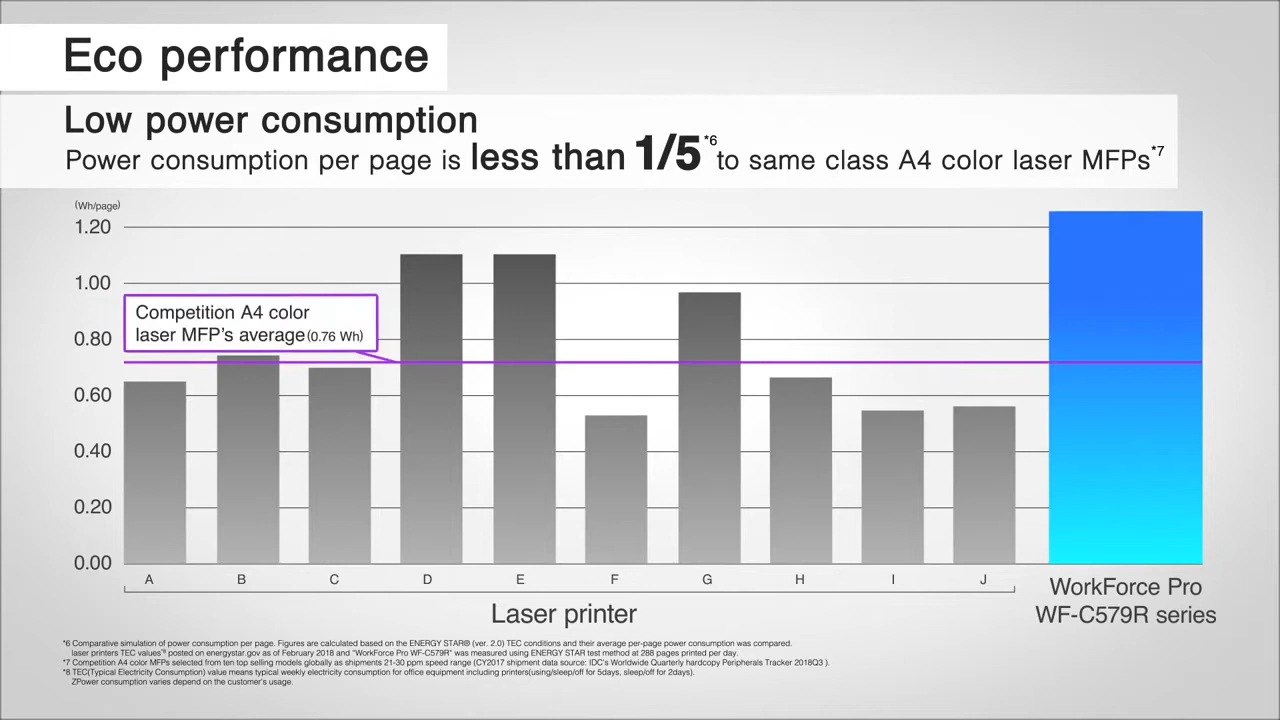 Eco performance
Low power consumption
Power consumption per page is less than 1/5*6 to same class A4 color laser MFPs*7
(Wh/page)
1.20
1.00
Competition A4 color
laser MFP's average (0.76 Wh)
0.80
0.60
0.40
0.20
0.00
A B C D E F G H I J
Laser printer
WorkForce Pro
WF-C579R series
*6 Comparative simulation of power consumption per page. Figures are calculated based on the ENERGY STAR® (ver. 2.0) TEC conditions and their average per-page power consumption was compared.
laser printers TEC values*8 posted on energystar.gov as of February 2018 and "WorkForce Pro WF-C579R" was measured using ENERGY STAR test method at 288 pages printed per day.
*7 Competition A4 color MFPs selected from ten top selling models globally as shipments 21-30 ppm speed range (CY2017 shipment data source: IDC's Worldwide Quarterly hardcopy Peripherals Tracker 2018Q3 ).
*8 TEC(Typical Electricity Consumption) value means typical weekly electricity consumption for office equipment including printers(using/sleep/off for 5days, sleep/off for 2days).
ZPower consumption varies depend on the customer's usage.